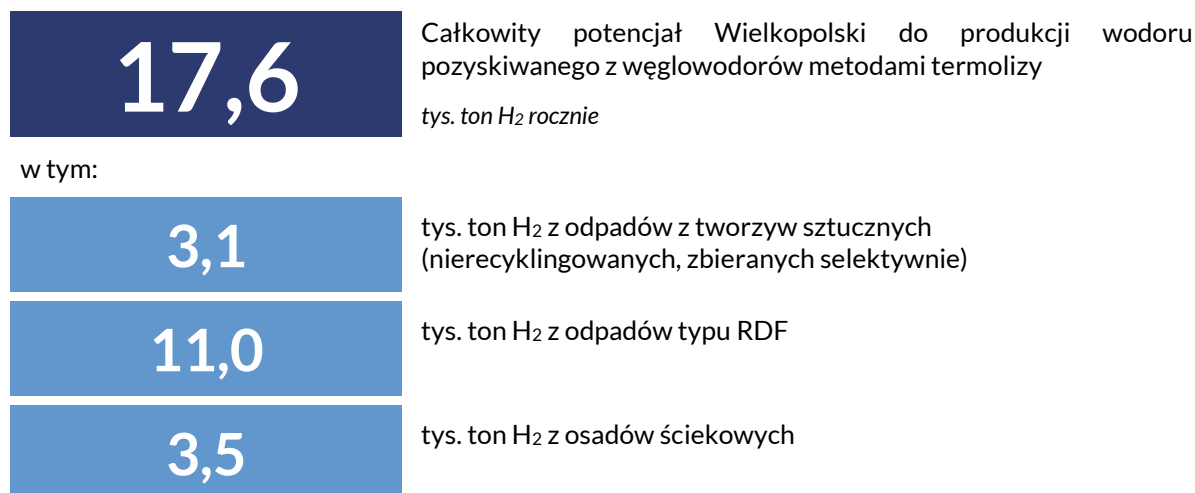 17,6
Całkowity potencjał Wielkopolski do produkcji wodoru
pozyskiwanego z węglowodorów metodami termolizy
tys. ton H2 rocznie
w tym:
3,1
tys. ton H2 z odpadów z tworzyw sztucznych
(nierecyklingowanych, zbieranych selektywnie)
11,0
tys. ton H2 z odpadów typu RDF
3,5
tys. ton H2 z osadów ściekowych